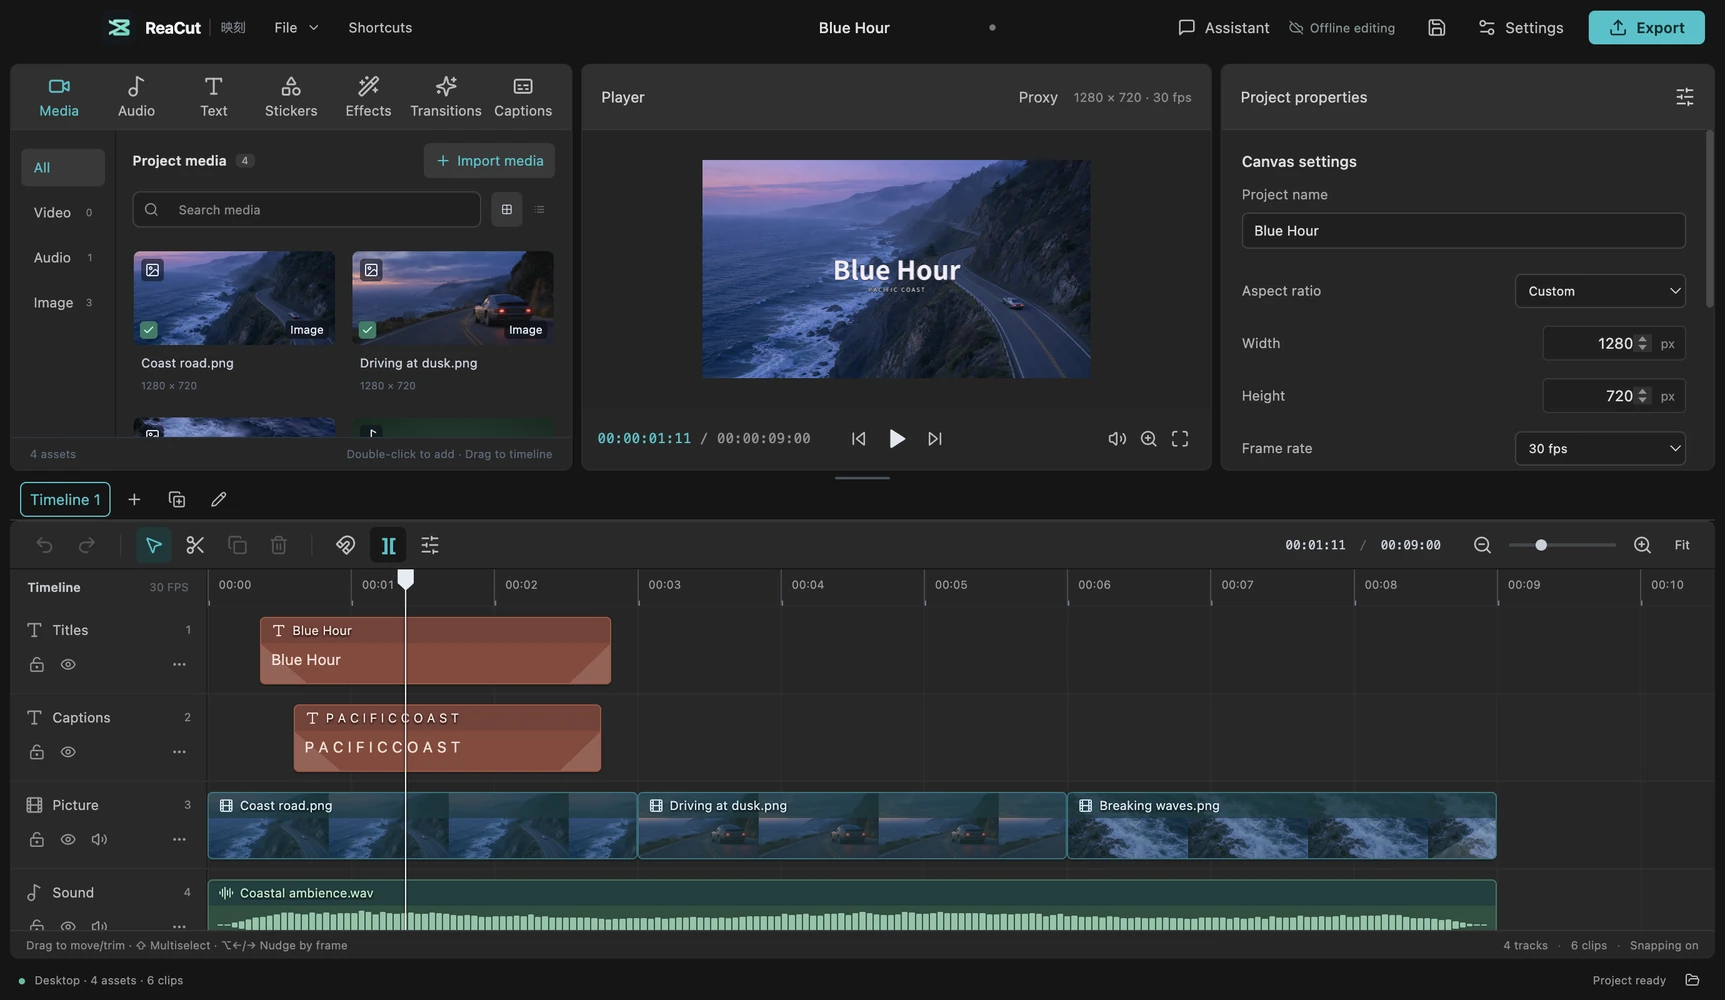 ReaCut 映刻 File Shortcuts Blue Hour Assistant Offline editing Settings Export
Media Audio Text Stickers Effects Transitions Captions
All
Video 0
Audio 1
Image 3
Project media 4 Import media
Search media
Image Image
Coast road.png Driving at dusk.png
1280 × 720 1280 × 720
4 assets Double-click to add · Drag to timeline
Player Proxy 1280 × 720 · 30 fps
Blue Hour
PACIFIC COAST
00:00:01:11 / 00:00:09:00
Project properties
Canvas settings
Project name
Blue Hour
Aspect ratio Custom
Width 1280 px
Height 720 px
Frame rate 30 fps
Timeline 1
00:01:11 / 00:09:00 Fit
Timeline 30 FPS 00:00 00:01 00:02 00:03 00:04 00:05 00:06 00:07 00:08 00:09 00:10
Titles 1
Blue Hour
Blue Hour
Captions 2
PACIFICCOAST
PACIFICCOAST
Picture 3
Coast road.png Driving at dusk.png Breaking waves.png
Sound 4
Coastal ambience.wav
Drag to move/trim · ⇧ Multiselect · ⌥←/→ Nudge by frame 4 tracks · 6 clips · Snapping on
Desktop · 4 assets · 6 clips Project ready